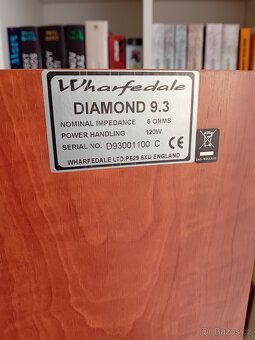 Wharfedale
DIAMOND 9.3
NOMINAL IMPEDANCE 6 OHMS
POWER HANDLING 120W
SERIAL NO. D93001100 C CE
WHARFEDALE LTD.PE29 6XU ENGLAND